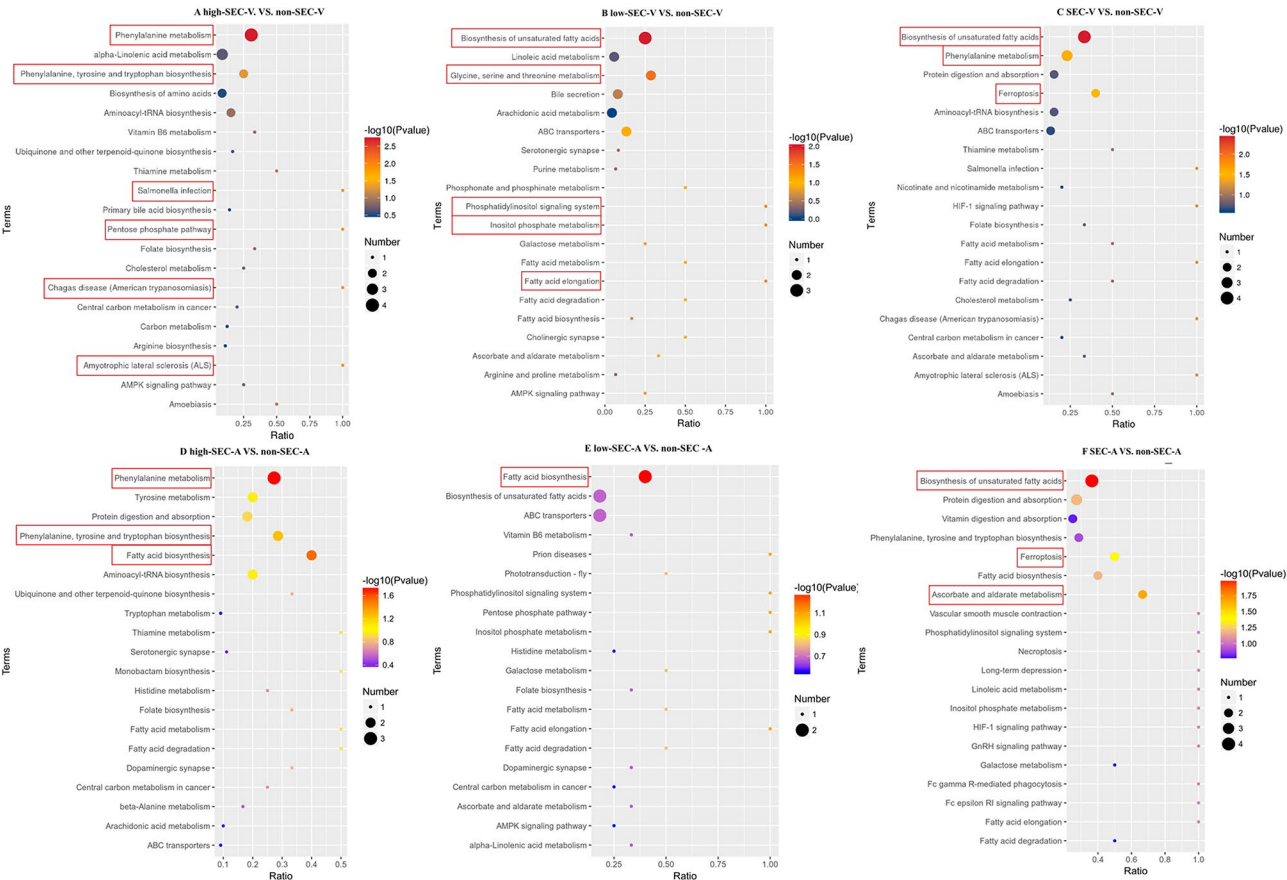 A high-SEC-V. VS. non-SEC-V
Phenylalanine metabolism
alpha-Linolenic acid metabolism
Phenylalanine, tyrosine and tryptophan biosynthesis
Biosynthesis of amino acids
Aminoacyl-tRNA biosynthesis
Vitamin B6 metabolism
Ubiquinone and other terpenoid-quinone biosynthesis
Thiamine metabolism
Salmonella infection
Primary bile acid biosynthesis
Pentose phosphate pathway
Folate biosynthesis
Cholesterol metabolism
Chagas disease (American trypanosomiasis)
Central carbon metabolism in cancer
Carbon metabolism
Arginine biosynthesis
Amyotrophic lateral sclerosis (ALS)
AMPK signaling pathway
Amoebiasis
Terms
0.25 0.50 0.75 1.00
Ratio
-log10(Pvalue)
2.5
2.0
1.5
1.0
0.5
Number
1
2
3
4
B low-SEC-V VS. non-SEC-V
Biosynthesis of unsaturated fatty acids
Linoleic acid metabolism
Glycine, serine and threonine metabolism
Bile secretion
Arachidonic acid metabolism
ABC transporters
Serotonergic synapse
Purine metabolism
Phosphonate and phosphinate metabolism
Phosphatidylinositol signaling system
Inositol phosphate metabolism
Galactose metabolism
Fatty acid metabolism
Fatty acid elongation
Fatty acid degradation
Fatty acid biosynthesis
Cholinergic synapse
Ascorbate and aldarate metabolism
Arginine and proline metabolism
AMPK signaling pathway
Terms
0.00 0.25 0.50 0.75 1.00
Ratio
-log10(Pvalue)
2.0
1.5
1.0
0.5
0.0
Number
1
2
3
C SEC-V VS. non-SEC-V
Biosynthesis of unsaturated fatty acids
Phenylalanine metabolism
Protein digestion and absorption
Ferroptosis
Aminoacyl-tRNA biosynthesis
ABC transporters
Thiamine metabolism
Salmonella infection
Nicotinate and nicotinamide metabolism
HIF-1 signaling pathway
Folate biosynthesis
Fatty acid metabolism
Fatty acid elongation
Fatty acid degradation
Cholesterol metabolism
Chagas disease (American trypanosomiasis)
Central carbon metabolism in cancer
Ascorbate and aldarate metabolism
Amyotrophic lateral sclerosis (ALS)
Amoebiasis
Terms
0.25 0.50 0.75 1.00
Ratio
-log10(Pvalue)
2.0
1.5
1.0
Number
1
2
3
4
D high-SEC-A VS. non-SEC-A
Phenylalanine metabolism
Tyrosine metabolism
Protein digestion and absorption
Phenylalanine, tyrosine and tryptophan biosynthesis
Fatty acid biosynthesis
Aminoacyl-tRNA biosynthesis
Ubiquinone and other terpenoid-quinone biosynthesis
Tryptophan metabolism
Thiamine metabolism
Serotonergic synapse
Monobactam biosynthesis
Histidine metabolism
Folate biosynthesis
Fatty acid metabolism
Fatty acid degradation
Dopaminergic synapse
Central carbon metabolism in cancer
beta-Alanine metabolism
Arachidonic acid metabolism
ABC transporters
Terms
0.1 0.2 0.3 0.4 0.5
Ratio
-log10(Pvalue)
1.6
1.2
0.8
0.4
Number
1
2
3
E low-SEC-A VS. non-SEC -A
Fatty acid biosynthesis
Biosynthesis of unsaturated fatty acids
ABC transporters
Vitamin B6 metabolism
Prion diseases
Phototransduction - fly
Phosphatidylinositol signaling system
Pentose phosphate pathway
Inositol phosphate metabolism
Histidine metabolism
Galactose metabolism
Folate biosynthesis
Fatty acid metabolism
Fatty acid elongation
Fatty acid degradation
Dopaminergic synapse
Central carbon metabolism in cancer
Ascorbate and aldarate metabolism
AMPK signaling pathway
alpha-Linolenic acid metabolism
Terms
0.25 0.50 0.75 1.00
Ratio
-log10(Pvalue)
1.1
0.9
0.7
Number
1
2
F SEC-A VS. non-SEC-A
Biosynthesis of unsaturated fatty acids
Protein digestion and absorption
Vitamin digestion and absorption
Phenylalanine, tyrosine and tryptophan biosynthesis
Ferroptosis
Fatty acid biosynthesis
Ascorbate and aldarate metabolism
Vascular smooth muscle contraction
Phosphatidylinositol signaling system
Necroptosis
Long-term depression
Linoleic acid metabolism
Inositol phosphate metabolism
HIF-1 signaling pathway
GnRH signaling pathway
Galactose metabolism
Fc gamma R-mediated phagocytosis
Fc epsilon RI signaling pathway
Fatty acid elongation
Fatty acid degradation
Terms
0.4 0.6 0.8 1.0
Ratio
-log10(Pvalue)
1.75
1.50
1.25
1.00
Number
1
2
3
4